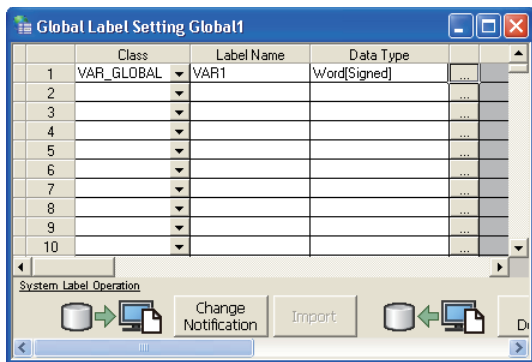 Global Label Setting Global1
Class Label Name Data Type
1 VAR_GLOBAL VAR1 Word[Signed] ...
2 ...
3 ...
4 ...
5 ...
6 ...
7 ...
8 ...
9 ...
10 ...
System Label Operation
Change
Notification
Import